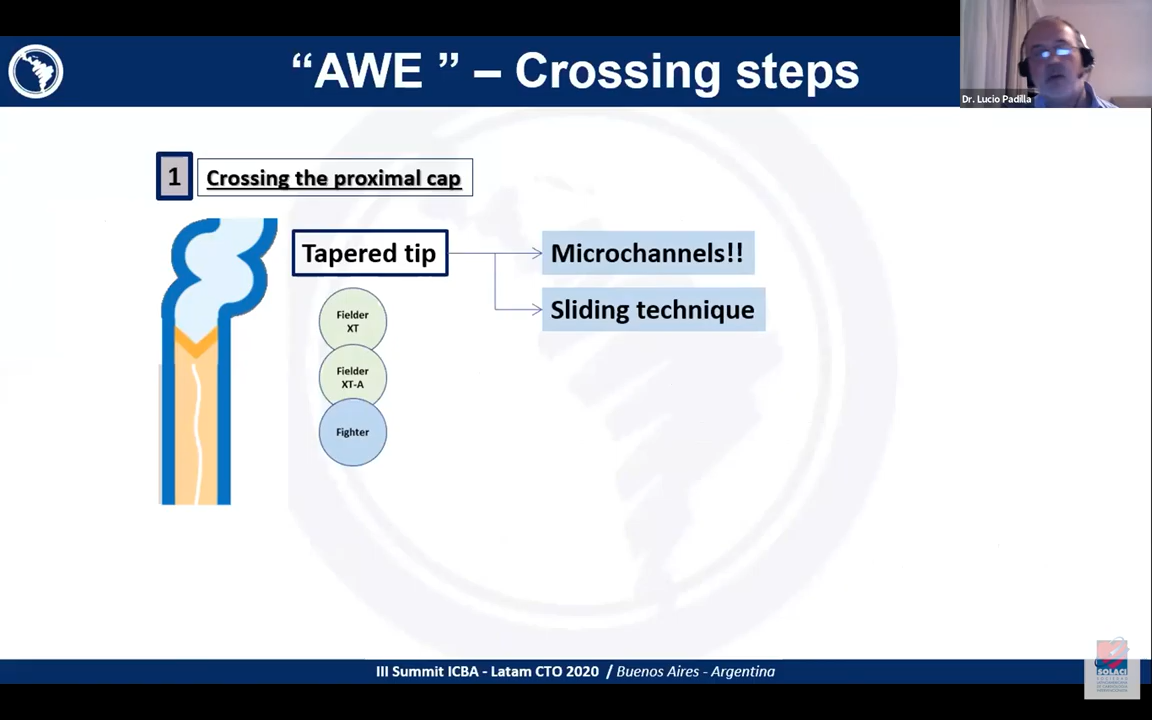 “AWE ” – Crossing steps
Dr. Lucio Padilla
1
Crossing the proximal cap
Tapered tip
Microchannels!!
Sliding technique
Fielder
XT
Fielder
XT-A
Fighter
III Summit ICBA - Latam CTO 2020 / Buenos Aires - Argentina
SOLACI